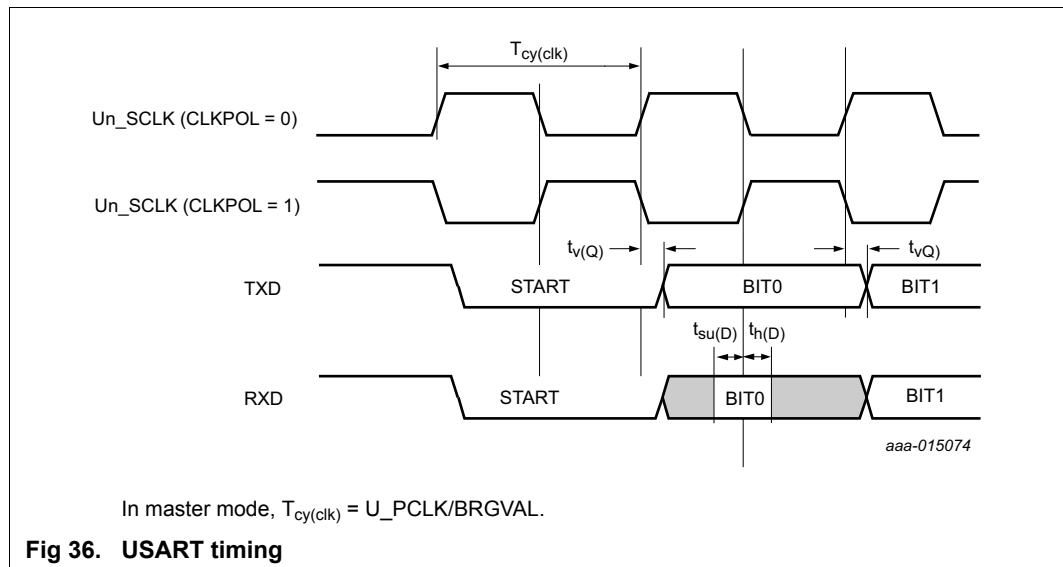 T_cy(clk)
Un_SCLK (CLKPOL = 0)
Un_SCLK (CLKPOL = 1)
t_v(Q)
t_vQ)
TXD
START
BIT0
BIT1
t_su(D)
t_h(D)
RXD
START
BIT0
BIT1
aaa-015074
In master mode, T_cy(clk) = U_PCLK/BRGVAL.
Fig 36. USART timing